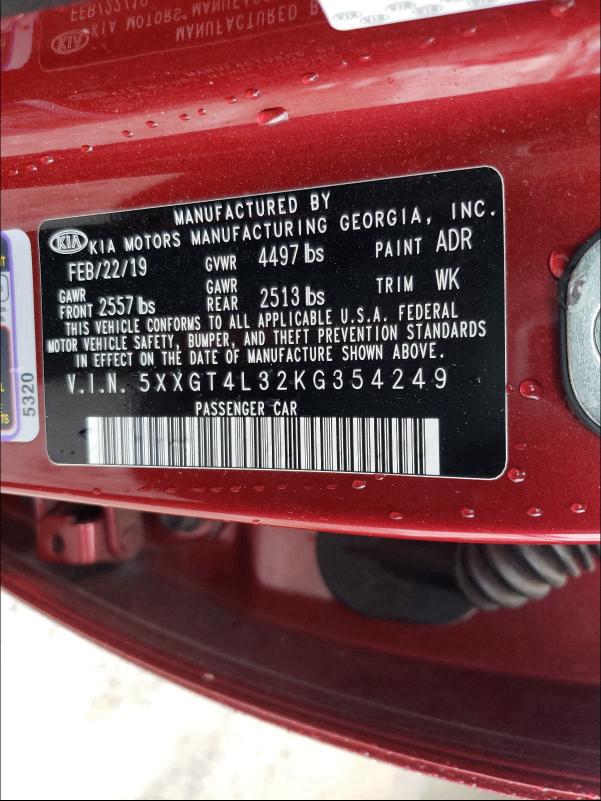 MANUFACTURED BY
KIA KIA MOTORS MANUFACTURING GEORGIA, INC.
FEB/22/19 GVWR 4497 lbs PAINT ADR
GAWR FRONT 2557 lbs GAWR REAR 2513 lbs TRIM WK
THIS VEHICLE CONFORMS TO ALL APPLICABLE U.S.A. FEDERAL
MOTOR VEHICLE SAFETY, BUMPER, AND THEFT PREVENTION STANDARDS
IN EFFECT ON THE DATE OF MANUFACTURE SHOWN ABOVE.
V.I.N. 5XXGT4L32KG354249
PASSENGER CAR
5320